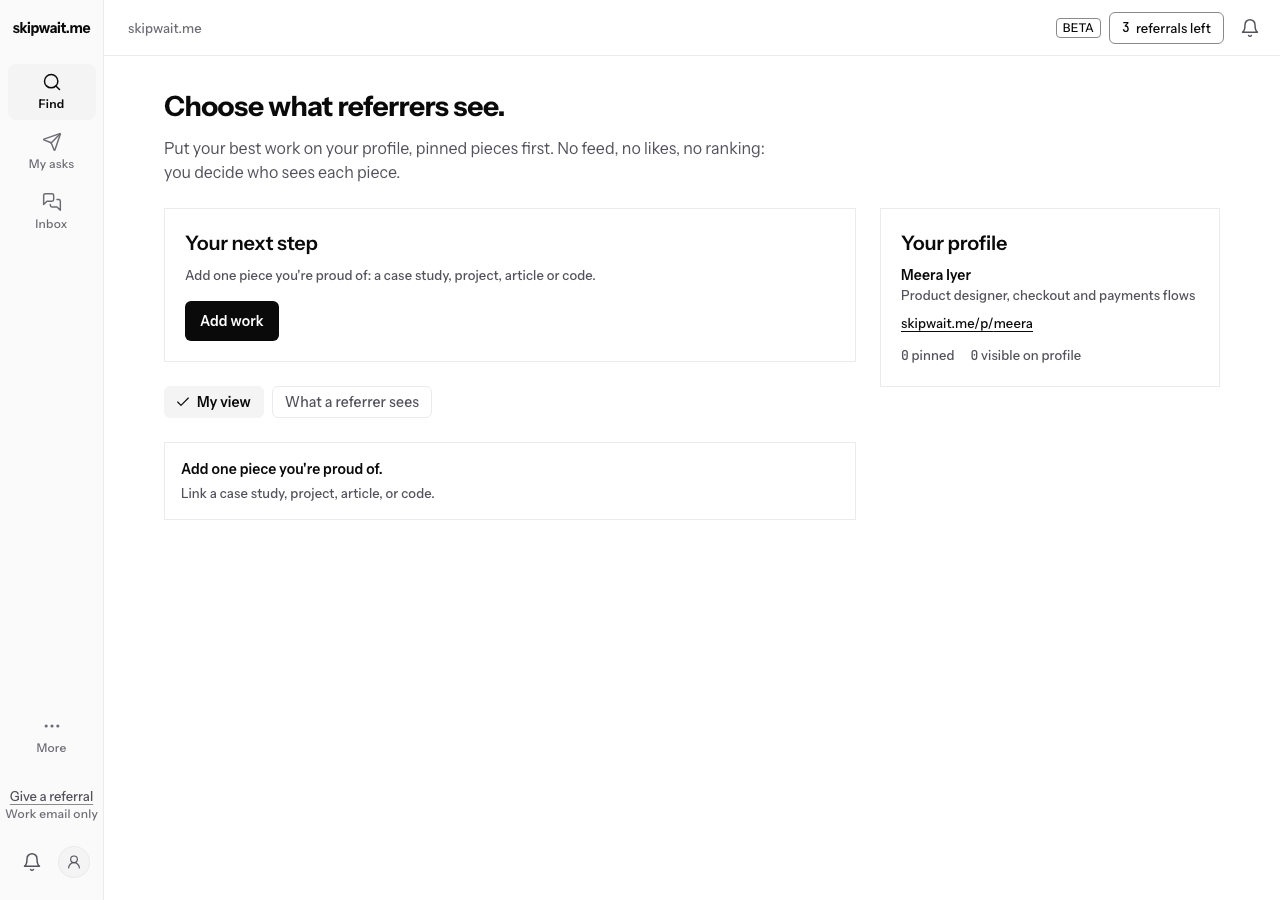 skipwait.me
Find
My asks
Inbox
More
Give a referral
Work email only
skipwait.me
BETA
3 referrals left
Choose what referrers see.
Put your best work on your profile, pinned pieces first. No feed, no likes, no ranking:
you decide who sees each piece.
Your next step
Add one piece you're proud of: a case study, project, article or code.
Add work
My view
What a referrer sees
Add one piece you're proud of.
Link a case study, project, article, or code.
Your profile
Meera Iyer
Product designer, checkout and payments flows
skipwait.me/p/meera
0 pinned 0 visible on profile